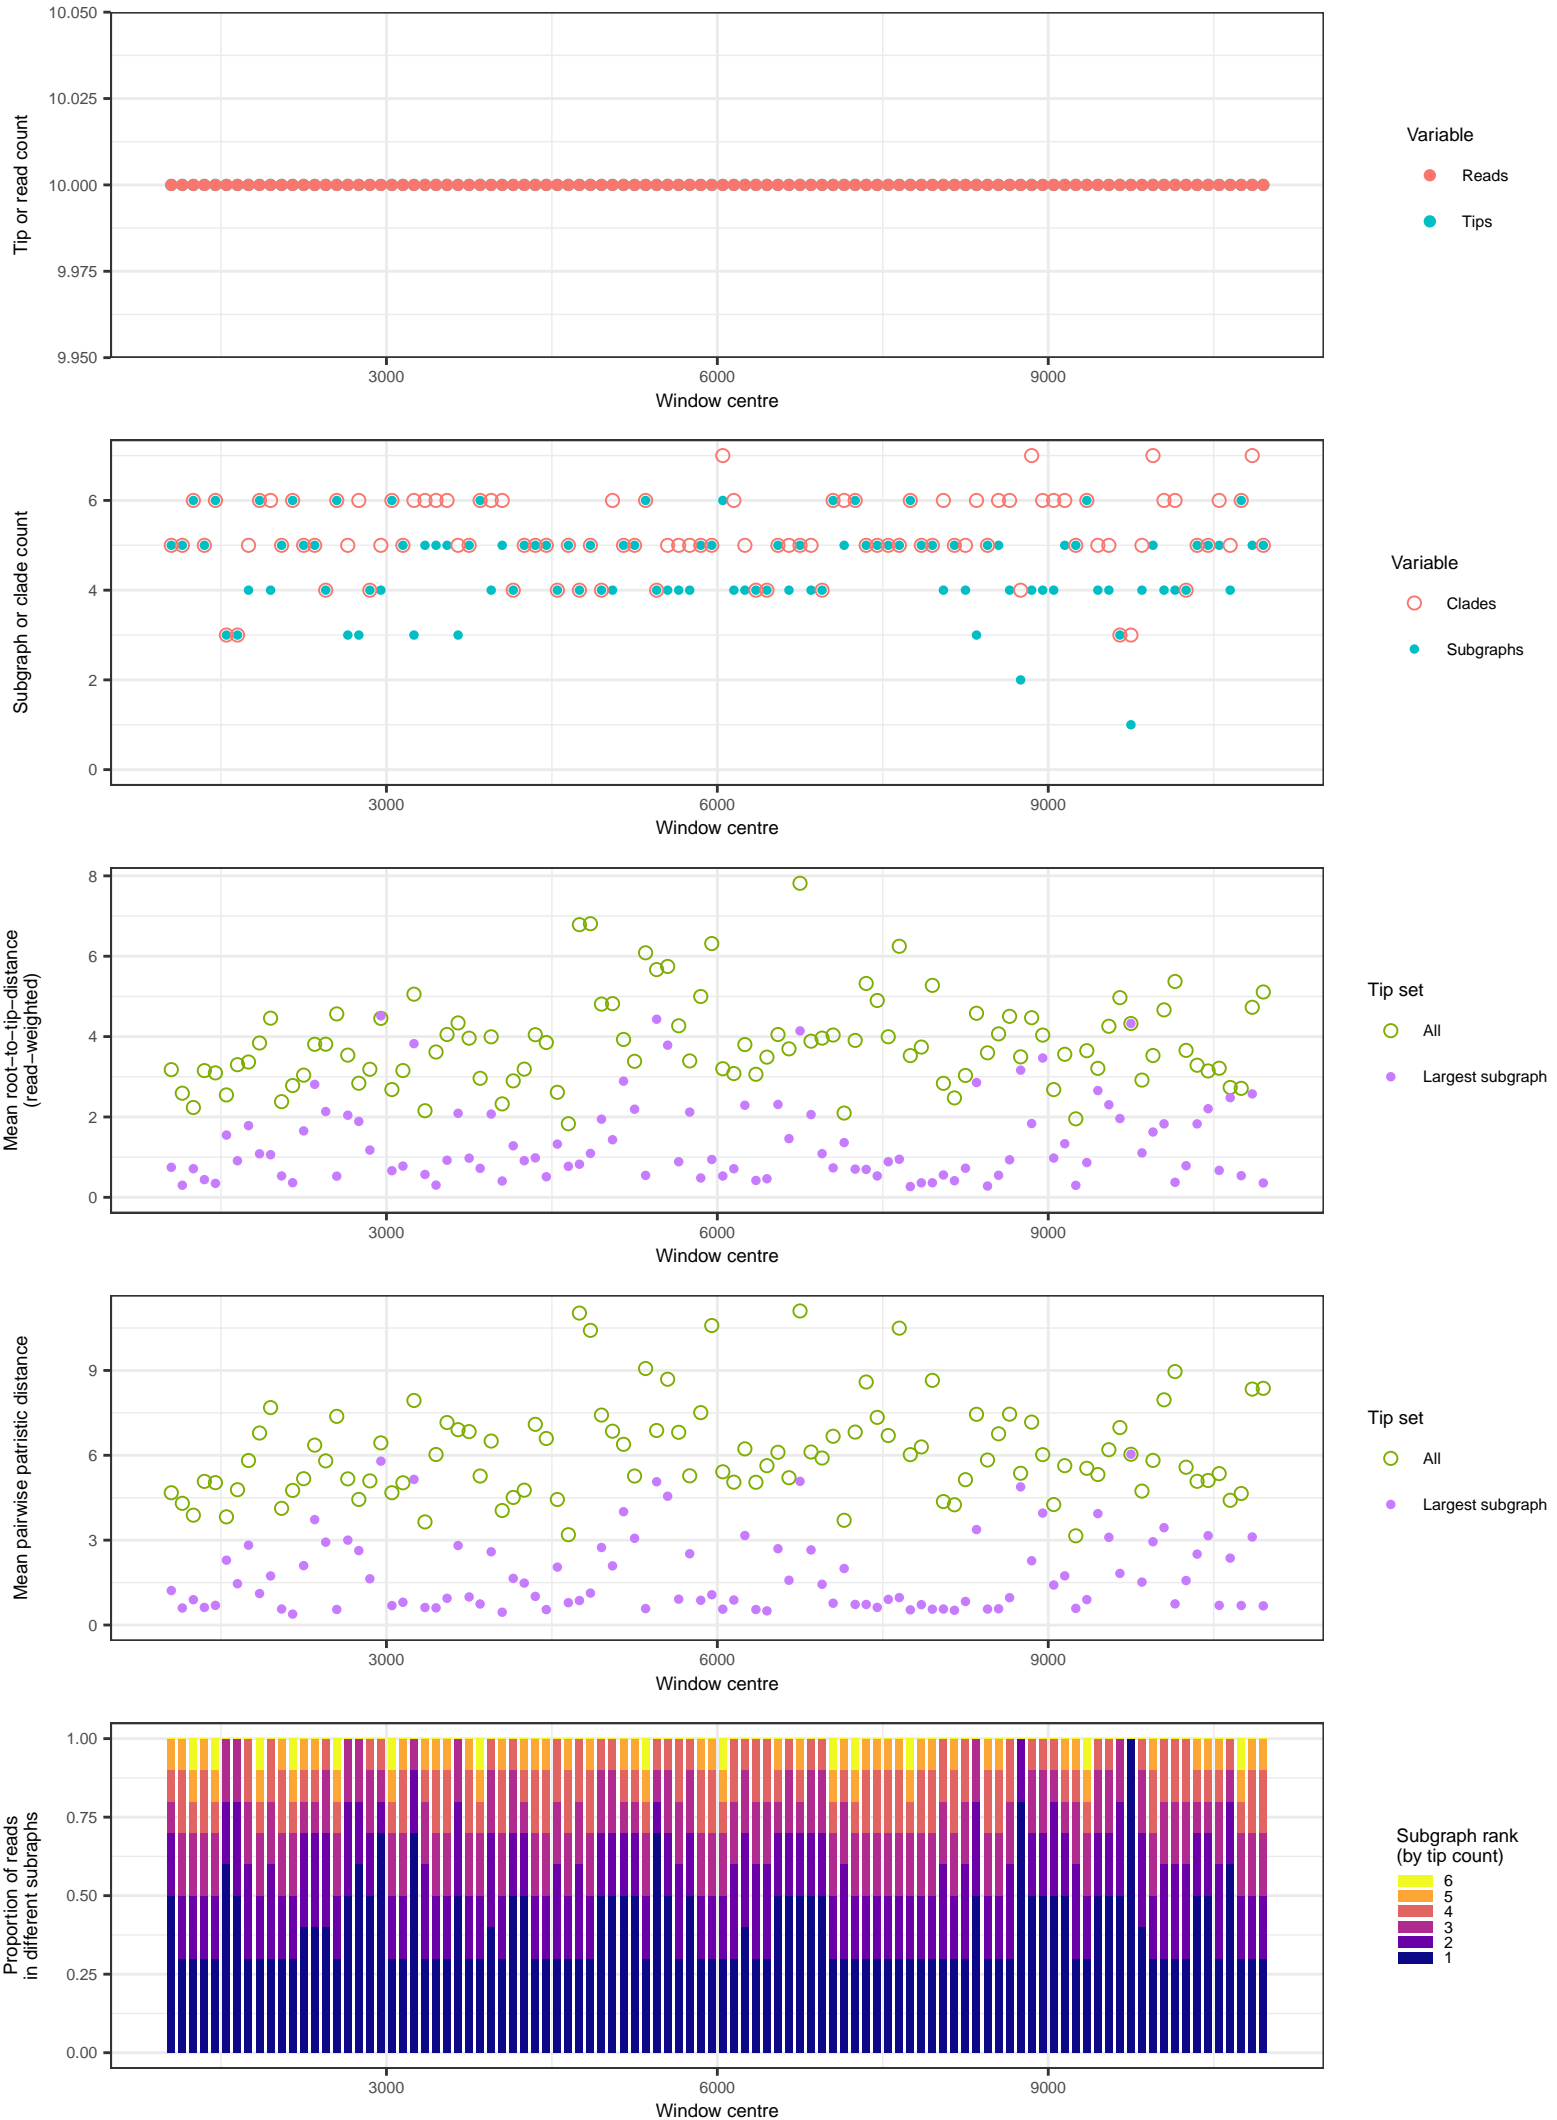 10.050
10.025
10.000
9.975
9.950
Tip or read count
3000 6000 9000
Window centre
Variable
Reads
Tips
6
4
2
0
Subgraph or clade count
3000 6000 9000
Window centre
Variable
Clades
Subgraphs
8
6
4
2
0
Mean root−to−tip−distance
(read−weighted)
3000 6000 9000
Window centre
Tip set
All
Largest subgraph
9
6
3
0
Mean pairwise patristic distance
3000 6000 9000
Window centre
Tip set
All
Largest subgraph
1.00
0.75
0.50
0.25
0.00
Proportion of reads
in different subraphs
3000 6000 9000
Window centre
Subgraph rank
(by tip count)
6
5
4
3
2
1